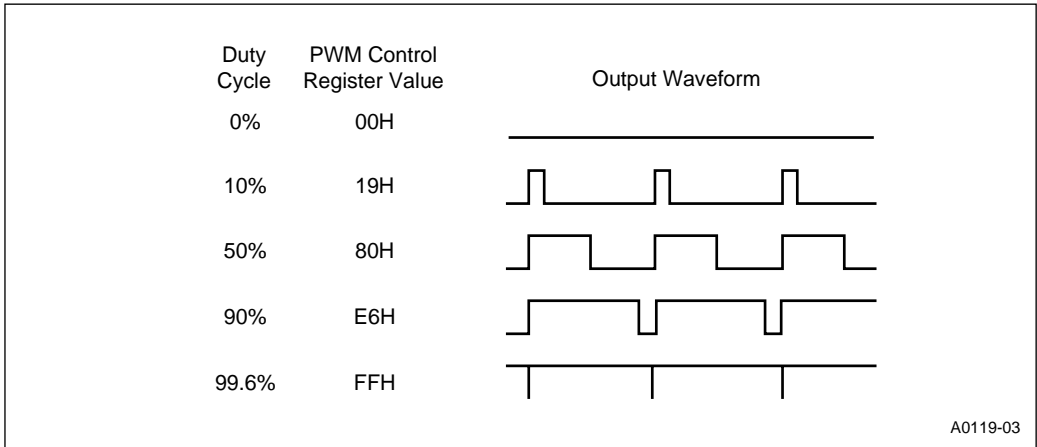 Duty Cycle PWM Control Register Value Output Waveform
0% 00H
10% 19H
50% 80H
90% E6H
99.6% FFH
A0119-03